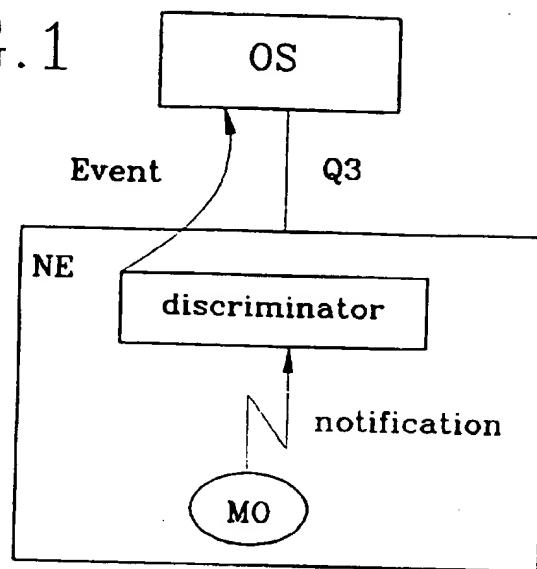 .1
OS
Event
Q3
NE
discriminator
notification
MO